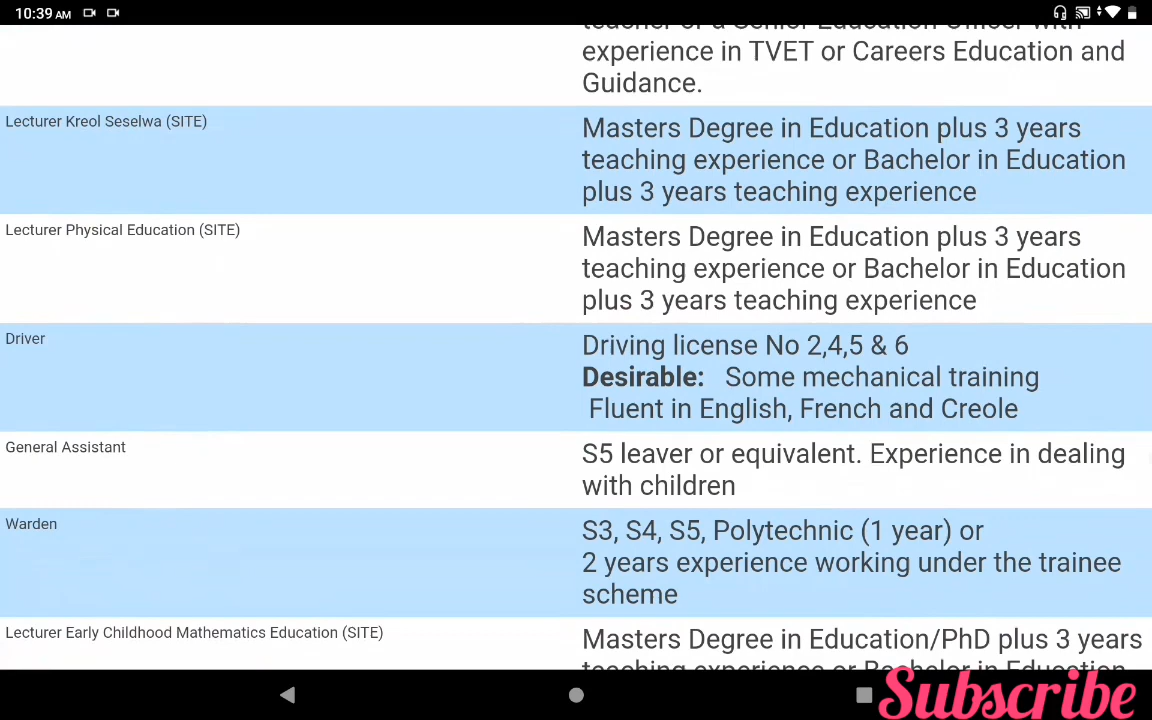 10:39 AM
experience in TVET or Careers Education and
Guidance.
Lecturer Kreol Seselwa (SITE)
Masters Degree in Education plus 3 years
teaching experience or Bachelor in Education
plus 3 years teaching experience
Lecturer Physical Education (SITE)
Masters Degree in Education plus 3 years
teaching experience or Bachelor in Education
plus 3 years teaching experience
Driver
Driving license No 2,4,5 & 6
Desirable: Some mechanical training
Fluent in English, French and Creole
General Assistant
S5 leaver or equivalent. Experience in dealing
with children
Warden
S3, S4, S5, Polytechnic (1 year) or
2 years experience working under the trainee
scheme
Lecturer Early Childhood Mathematics Education (SITE)
Masters Degree in Education/PhD plus 3 years
teaching experience or Bachelor in Education
Subscribe